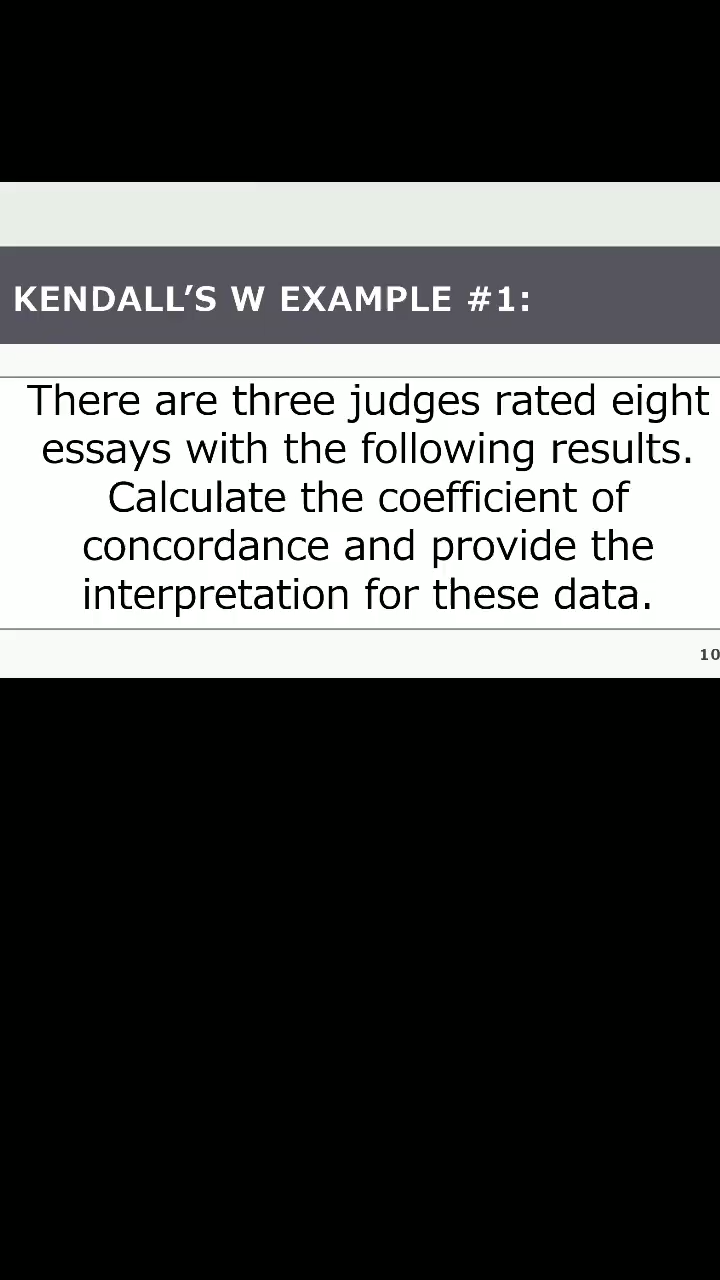 KENDALL’S W EXAMPLE #1:
There are three judges rated eight
essays with the following results.
Calculate the coefficient of
concordance and provide the
interpretation for these data.
10